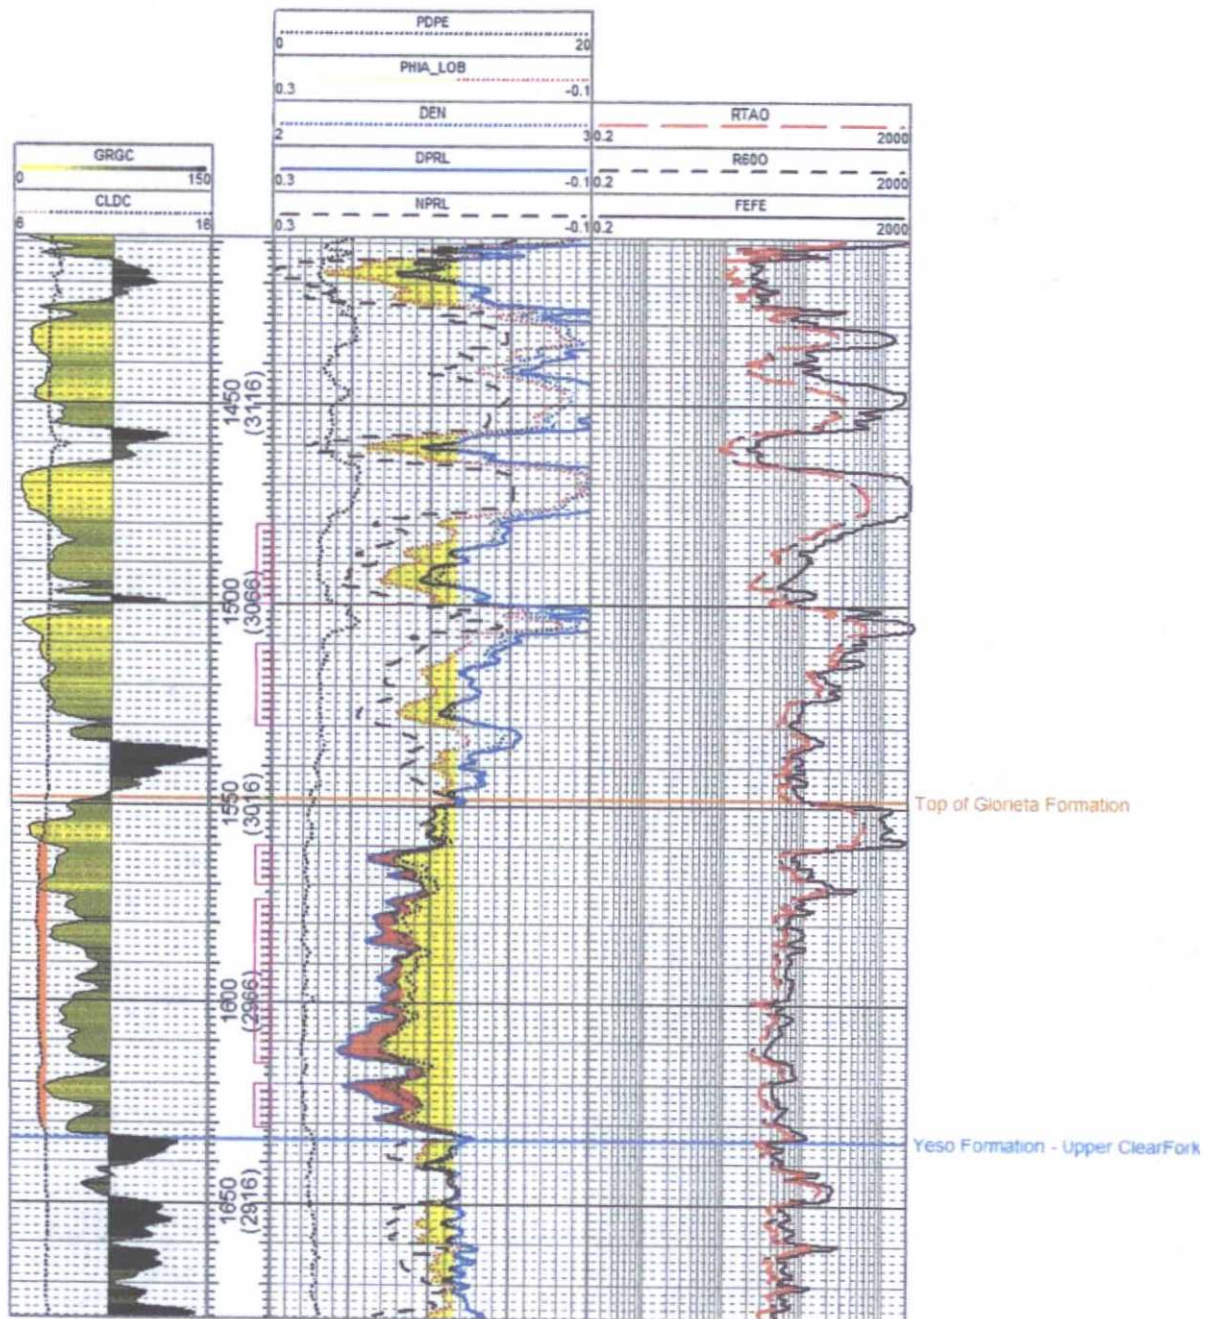 PDPE
0 20
PHIA_LOB
0.3 -0.1
DEN
2 3
DPRL
0.3 -0.1
NPRL
0.3 -0.1
RTAO
0.2 2000
R60O
0.2 2000
FEFE
0.2 2000
GRGC
0 150
CLDC
6 16
1450
(3116)
1500
(3066)
1550
(3016)
Top of Glorieta Formation
1600
(2966)
Yeso Formation - Upper ClearFork
1650
(2916)